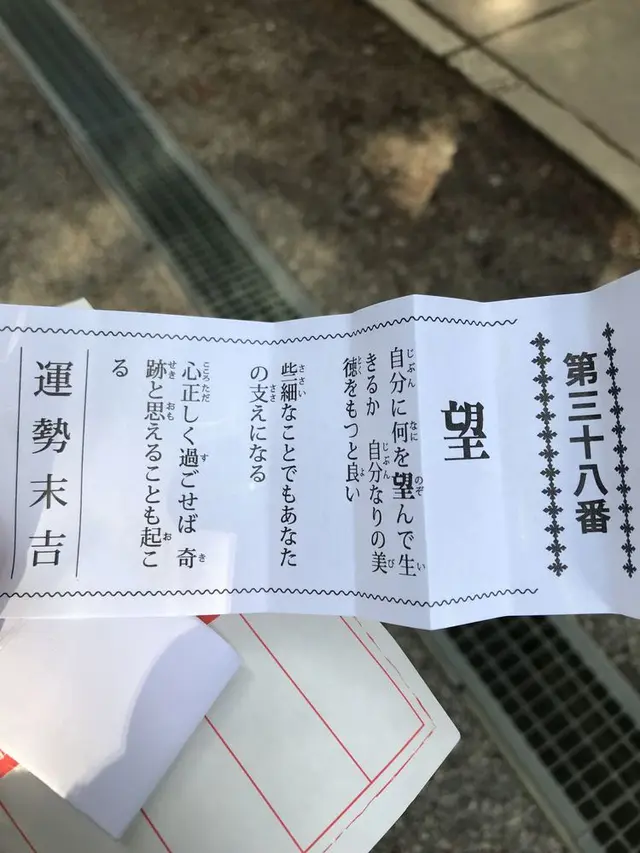 第三十八番
望
自分に何を望んで生
きるか　自分なりの美
徳をもつと良い
些細なことでもあなた
の支えになる
心正しく過ごせば　奇
跡と思えることも起こ
る
運勢末吉